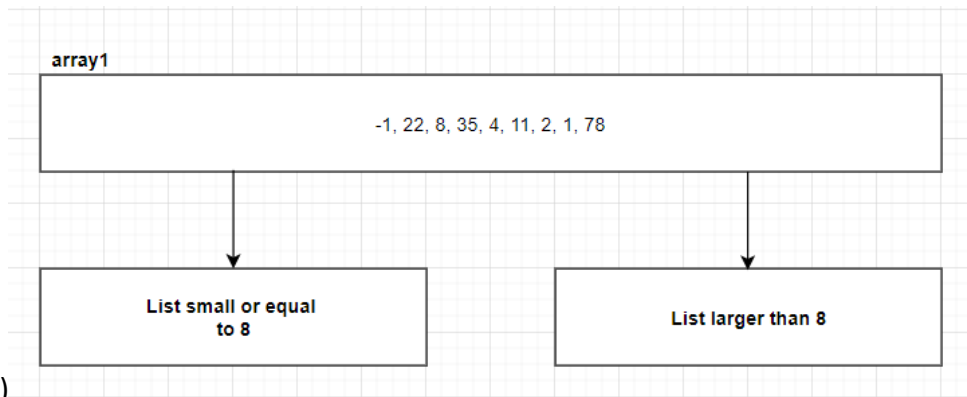 array1
-1, 22, 8, 35, 4, 11, 2, 1, 78
List small or equal
to 8
List larger than 8
)